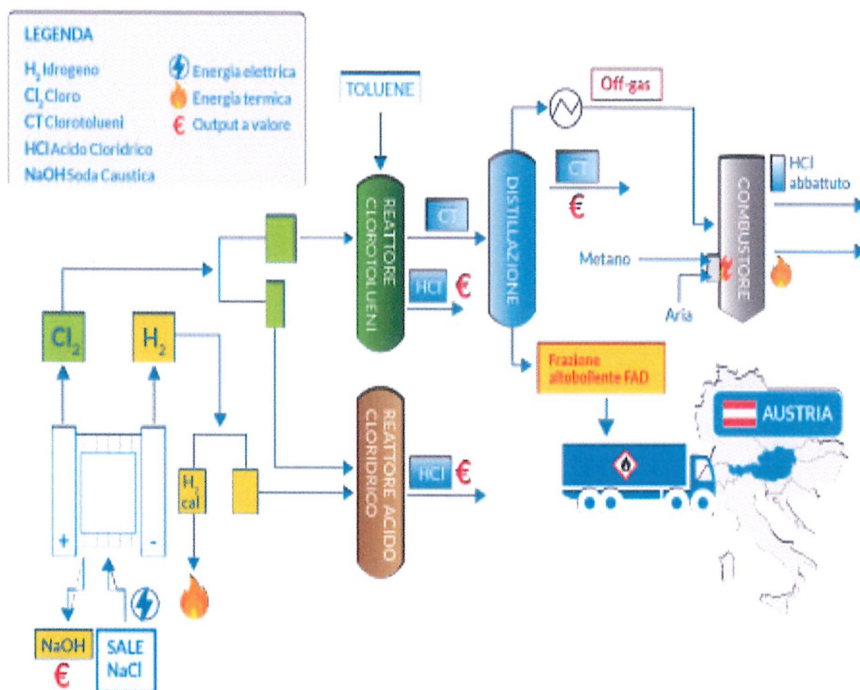 LEGENDA
H₂ Idrogeno
Cl₂ Cloro
CT Clorotolueni
HCl Acido Cloridrico
NaOH Soda Caustica
Energia elettrica
Energia termica
€ Output a valore
TOLUENE
Off-gas
REATTORE
CLOROTOLUENI
CT
HCl €
DISTILLAZIONE
CT
€
COMBUSTORE
HCl
abbattuto
Metano
Aria
Cl₂
H₂
Frazione
altobollente FAD
AUSTRIA
REATTORE ACIDO
CLORIDRICO
HCl €
H₂
cal
+
-
NaOH
€
SALE
NaCl